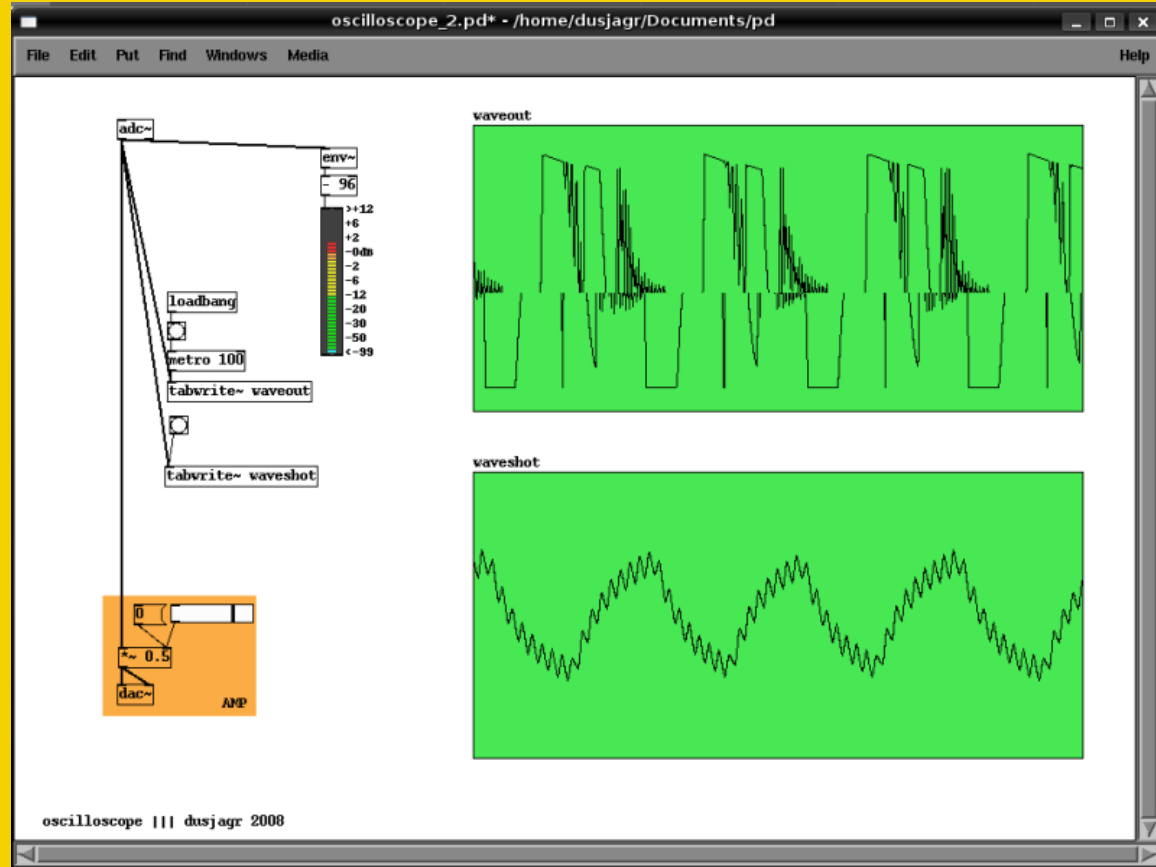 oscilloscope_2.pd* - /home/dusjagr/Documents/pd
File Edit Put Find Windows Media Help
adc~
env~
- 96
>+12
+6
+2
-0dB
-2
-6
-12
-20
-30
-50
<-99
loadbang
metro 100
tabwrite~ waveout
tabwrite~ waveshot
0
*~ 0.5
dac~
AMP
waveout
waveshot
oscilloscope ||| dusjagr 2008